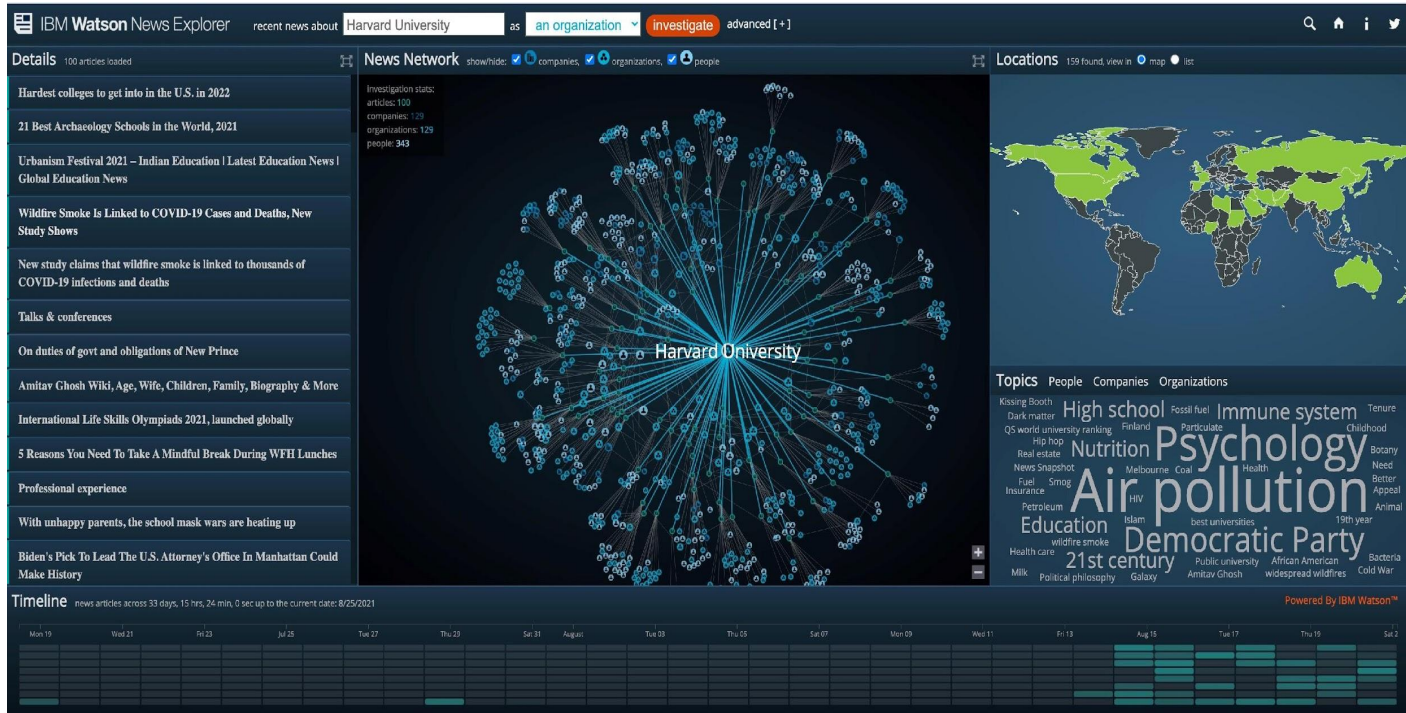 IBM Watson News Explorer recent news about Harvard University as an organization investigate advanced [+]
Details 100 articles loaded
Hardest colleges to get into in the U.S. in 2022
21 Best Archaeology Schools in the World, 2021
Urbanism Festival 2021 – Indian Education | Latest Education News |
Global Education News
Wildfire Smoke Is Linked to COVID-19 Cases and Deaths, New
Study Shows
New study claims that wildfire smoke is linked to thousands of
COVID-19 infections and deaths
Talks & conferences
On duties of govt and obligations of New Prince
Amitav Ghosh Wiki, Age, Wife, Children, Family, Biography & More
International Life Skills Olympiads 2021, launched globally
5 Reasons You Need To Take A Mindful Break During WFH Lunches
Professional experience
With unhappy parents, the school mask wars are heating up
Biden's Pick To Lead The U.S. Attorney's Office In Manhattan Could
Make History
News Network show/hide: companies, organizations, people
Investigation stats:
articles: 100
companies: 129
organizations: 129
people: 343
Harvard University
+
−
Locations 159 found, view in map list
Topics People Companies Organizations
Kissing Booth
Dark matter High school Fossil fuel Immune system Tenure
QS world university ranking Finland Particulate Childhood
Hip hop
Real estate Nutrition Psychology Botany
News Snapshot Melbourne Coal Health Need
Fuel Smog Better
Insurance Air pollution Appeal
Petroleum HIV Animal
Education Islam best universities 19th year
wildfire smoke Democratic Party
Health care 21st century Public university African American Bacteria
Milk Political philosophy Galaxy Amitav Ghosh widespread wildfires Cold War
Timeline news articles across 33 days, 15 hrs, 24 min, 0 sec up to the current date: 8/25/2021
Powered By IBM Watson™
Mon 19 Wed 21 Fri 23 Jul 25 Tue 27 Thu 29 Sat 31 August Tue 03 Thu 05 Sat 07 Mon 09 Wed 11 Fri 13 Aug 15 Tue 17 Thu 19 Sat 2